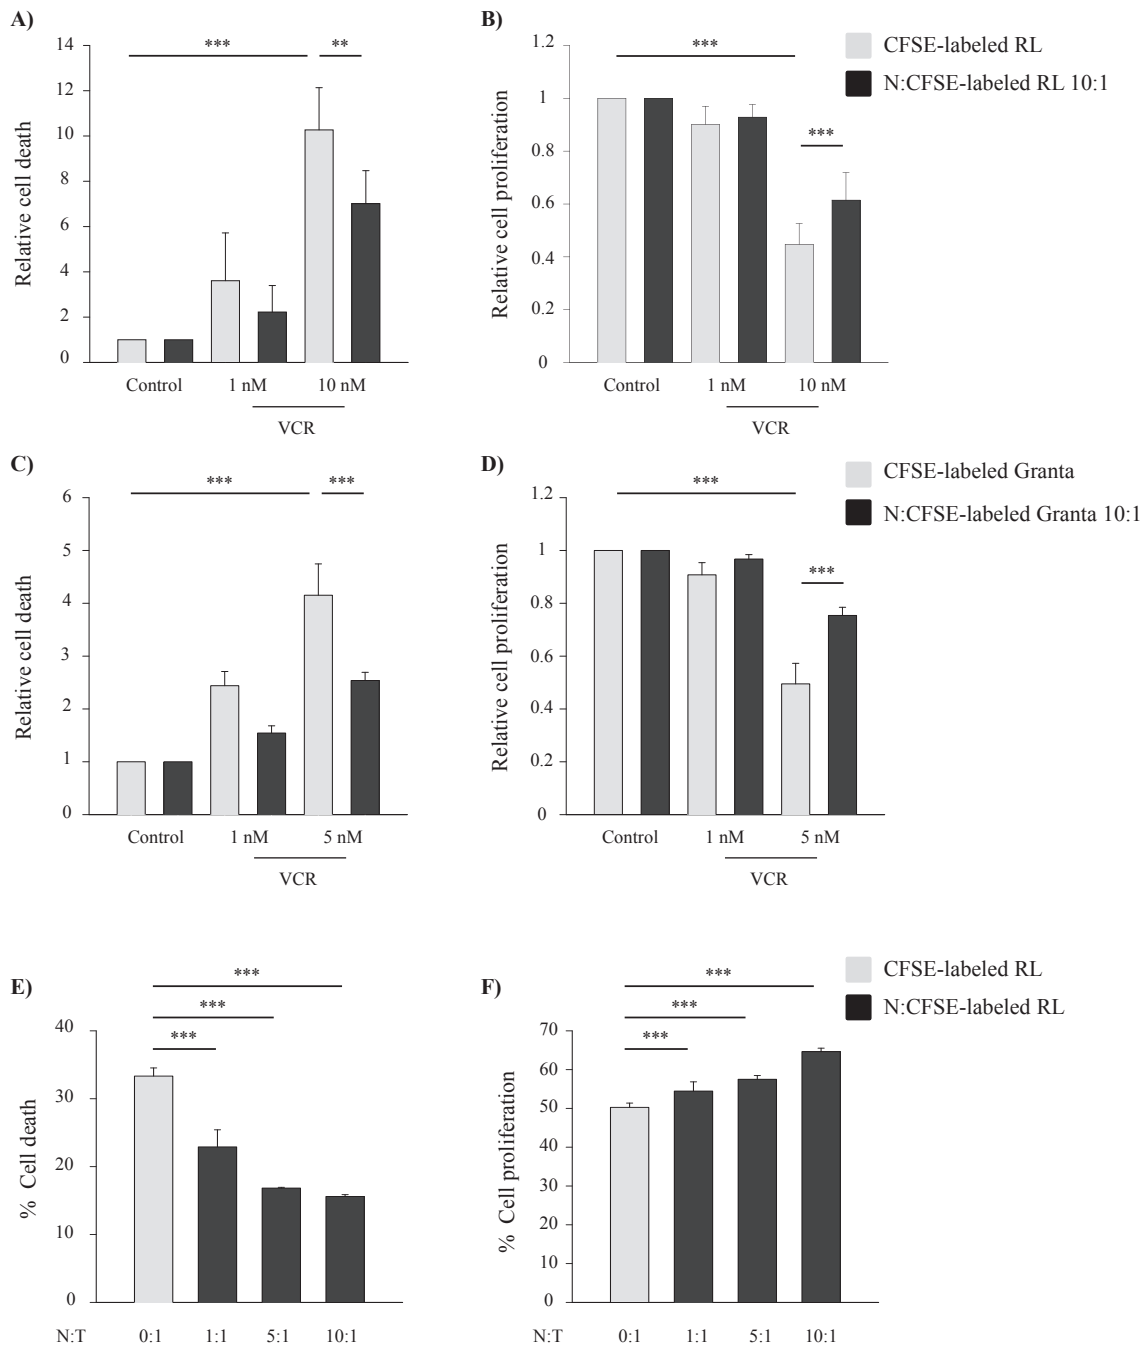 A)
***
**
14
12
10
8
6
4
2
0
Relative cell death
Control
1 nM
10 nM
VCR
B)
***
***
1.2
1
0.8
0.6
0.4
0.2
0
Relative cell proliferation
Control
1 nM
10 nM
VCR
CFSE-labeled RL
N:CFSE-labeled RL 10:1
C)
***
***
6
5
4
3
2
1
0
Relative cell death
Control
1 nM
5 nM
VCR
D)
***
***
1.2
1
0.8
0.6
0.4
0.2
0
Relative cell proliferation
Control
1 nM
5 nM
VCR
CFSE-labeled Granta
N:CFSE-labeled Granta 10:1
E)
***
***
***
40
30
20
10
0
% Cell death
N:T 0:1 1:1 5:1 10:1
F)
***
***
***
70
60
50
40
30
20
10
0
% Cell proliferation
N:T 0:1 1:1 5:1 10:1
CFSE-labeled RL
N:CFSE-labeled RL